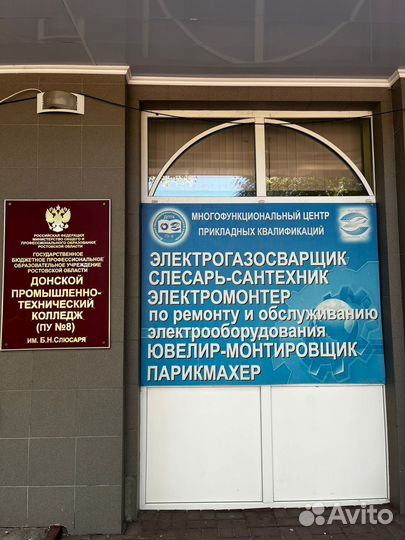 РОССИЙСКАЯ ФЕДЕРАЦИЯ
МИНИСТЕРСТВО ОБЩЕГО И
ПРОФЕССИОНАЛЬНОГО ОБРАЗОВАНИЯ
РОСТОВСКОЙ ОБЛАСТИ
ГОСУДАРСТВЕННОЕ
БЮДЖЕТНОЕ ПРОФЕССИОНАЛЬНОЕ
ОБРАЗОВАТЕЛЬНОЕ УЧРЕЖДЕНИЕ
РОСТОВСКОЙ ОБЛАСТИ
ДОНСКОЙ
ПРОМЫШЛЕННО-
ТЕХНИЧЕСКИЙ
КОЛЛЕДЖ
(ПУ №8)
ИМ. Б.Н.СЛЮСАРЯ
МНОГОФУНКЦИОНАЛЬНЫЙ ЦЕНТР
ПРИКЛАДНЫХ КВАЛИФИКАЦИЙ
ЭЛЕКТРОГАЗОСВАРЩИК
СЛЕСАРЬ-САНТЕХНИК
ЭЛЕКТРОМОНТЕР
по ремонту и обслуживанию
электрооборудования
ЮВЕЛИР-МОНТИРОВЩИК
ПАРИКМАХЕР
Avito